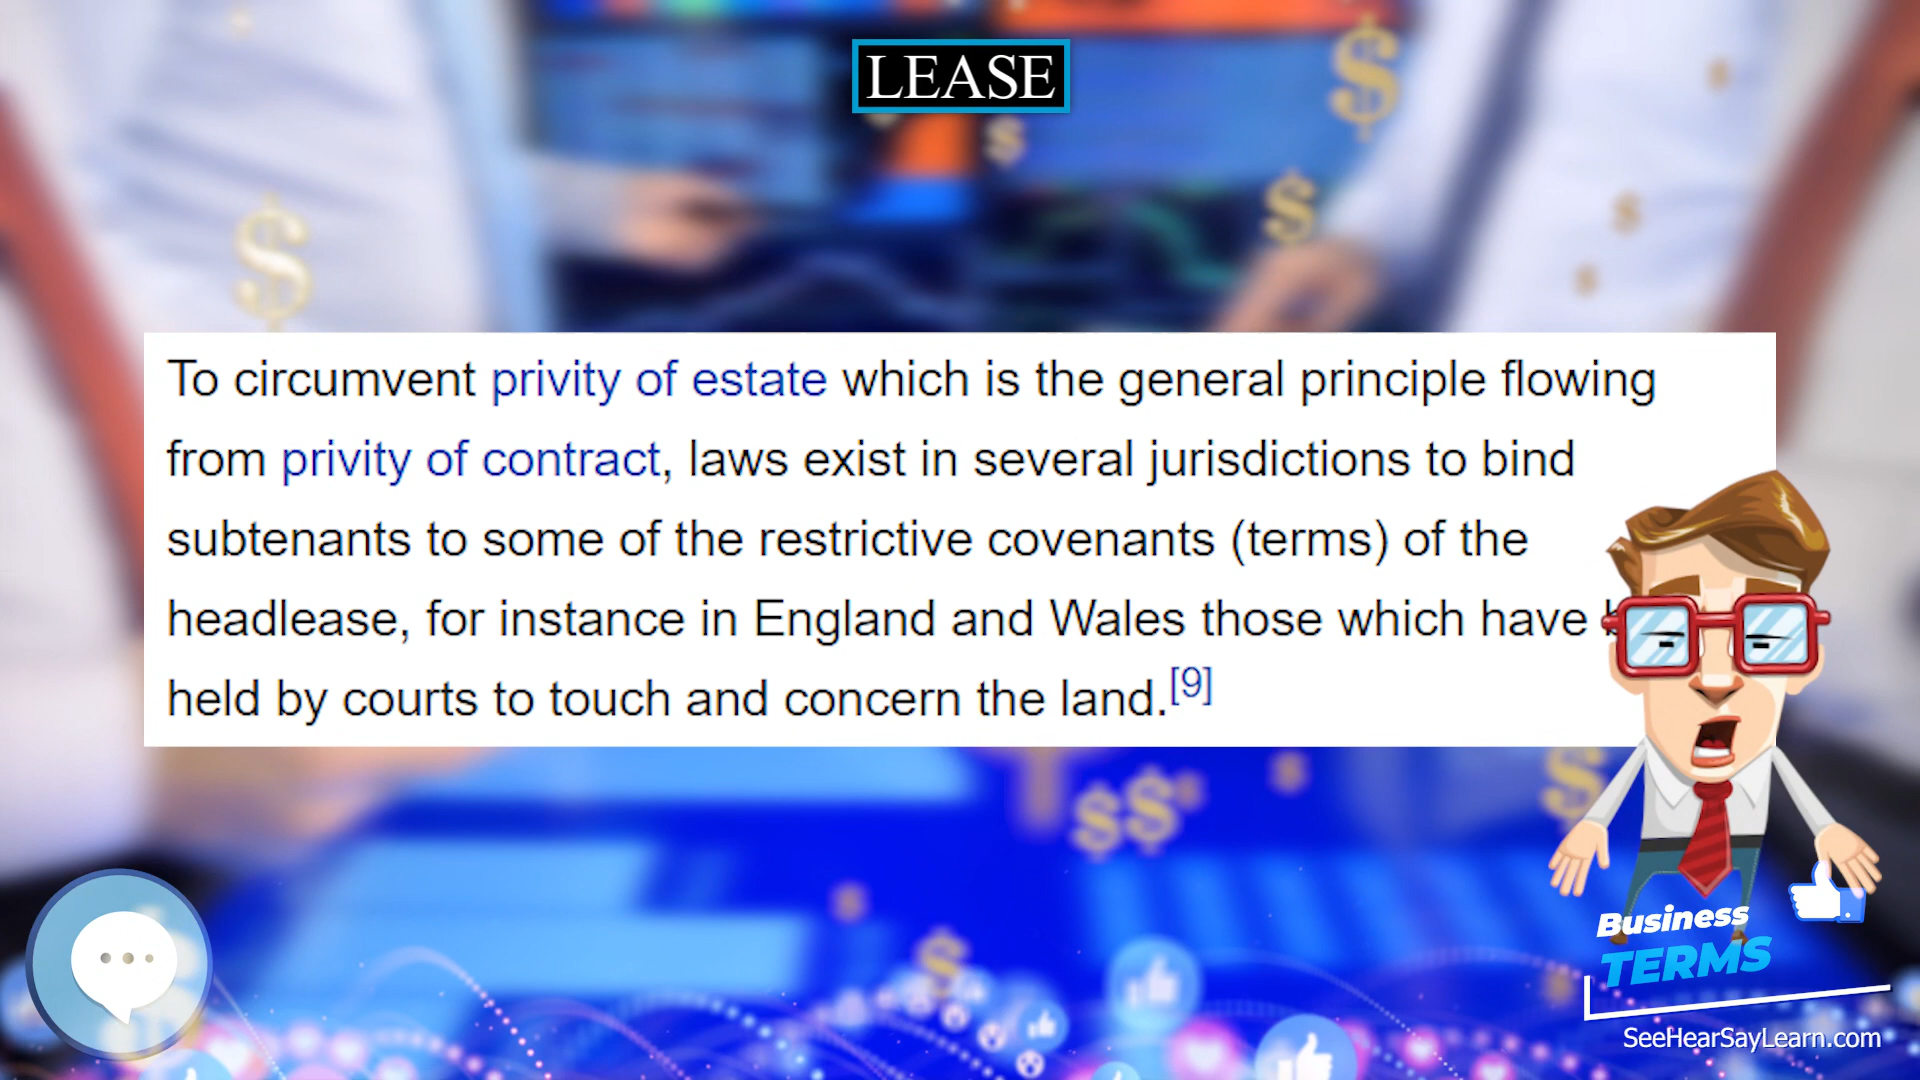 LEASE
To circumvent privity of estate which is the general principle flowing
from privity of contract, laws exist in several jurisdictions to bind
subtenants to some of the restrictive covenants (terms) of the
headlease, for instance in England and Wales those which have
held by courts to touch and concern the land.[9]
Business
TERMS
SeeHearSayLearn.com